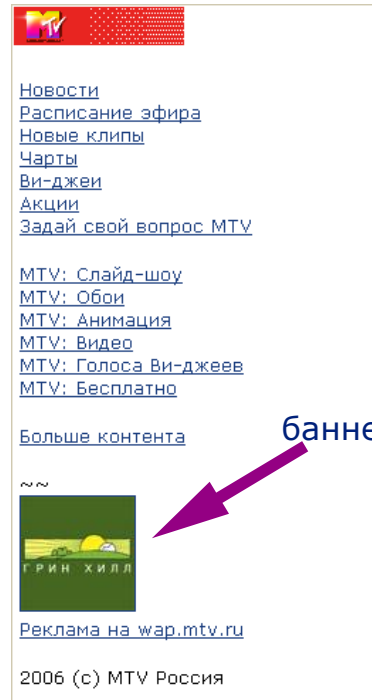 MTV
Новости
Расписание эфира
Новые клипы
Чарты
Ви-джеи
Акции
Задай свой вопрос MTV
MTV: Слайд-шоу
MTV: Обои
MTV: Анимация
MTV: Видео
MTV: Голоса Ви-джеев
MTV: Бесплатно
Больше контента
банне
~~
ГРИН ХИЛЛ
Реклама на wap.mtv.ru
2006 (c) MTV Россия